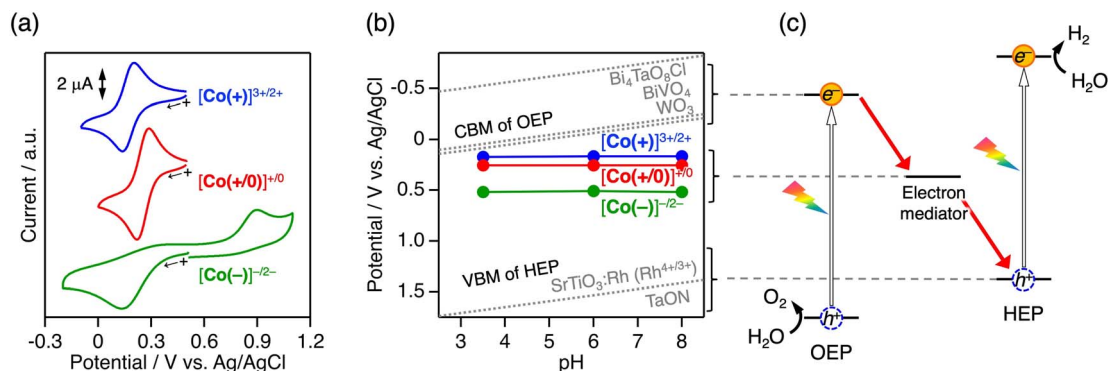 (a)
2 μA
[Co(+)]3+/2+
[Co(+/0)]+/0
[Co(–)]–/2–
Current / a.u.
-0.3 0 0.3 0.6 0.9 1.2
Potential / V vs. Ag/AgCl
(b)
Potential / V vs. Ag/AgCl
-0.5
0
0.5
1.0
1.5
Bi4TaO8Cl
BiVO4
WO3
CBM of OEP
[Co(+)]3+/2+
[Co(+/0)]+/0
[Co(–)]–/2–
VBM of HEP
SrTiO3:Rh (Rh4+/3+)
TaON
3 4 5 6 7 8
pH
(c)
e–
H2
H2O
e–
Electron
mediator
h+
HEP
O2
H2O
h+
OEP